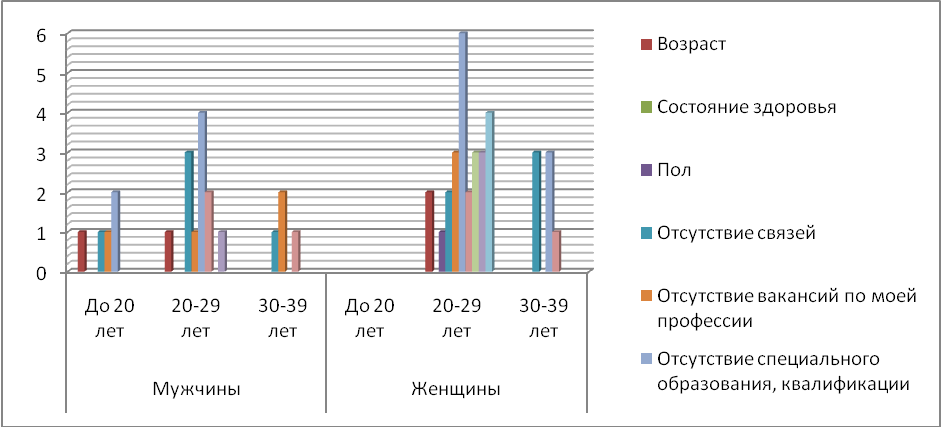 6
5
4
3
2
1
0
До 20 лет
20-29 лет
30-39 лет
До 20 лет
20-29 лет
30-39 лет
Мужчины
Женщины
Возраст
Состояние здоровья
Пол
Отсутствие связей
Отсутствие вакансий по моей
профессии
Отсутствие специального
образования, квалификации